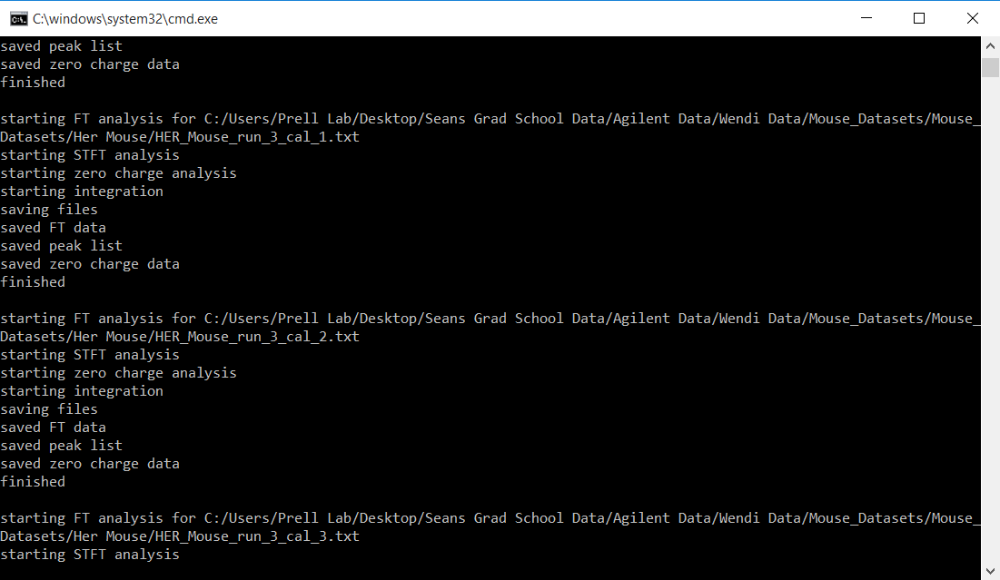 C:\windows\system32\cmd.exe
saved peak list
saved zero charge data
finished
starting FT analysis for C:/Users/Prell Lab/Desktop/Seans Grad School Data/Agilent Data/Wendi Data/Mouse_Datasets/Mouse_
Datasets/Her Mouse/HER_Mouse_run_3_cal_1.txt
starting STFT analysis
starting zero charge analysis
starting integration
saving files
saved FT data
saved peak list
saved zero charge data
finished
starting FT analysis for C:/Users/Prell Lab/Desktop/Seans Grad School Data/Agilent Data/Wendi Data/Mouse_Datasets/Mouse_
Datasets/Her Mouse/HER_Mouse_run_3_cal_2.txt
starting STFT analysis
starting zero charge analysis
starting integration
saving files
saved FT data
saved peak list
saved zero charge data
finished
starting FT analysis for C:/Users/Prell Lab/Desktop/Seans Grad School Data/Agilent Data/Wendi Data/Mouse_Datasets/Mouse_
Datasets/Her Mouse/HER_Mouse_run_3_cal_3.txt
starting STFT analysis